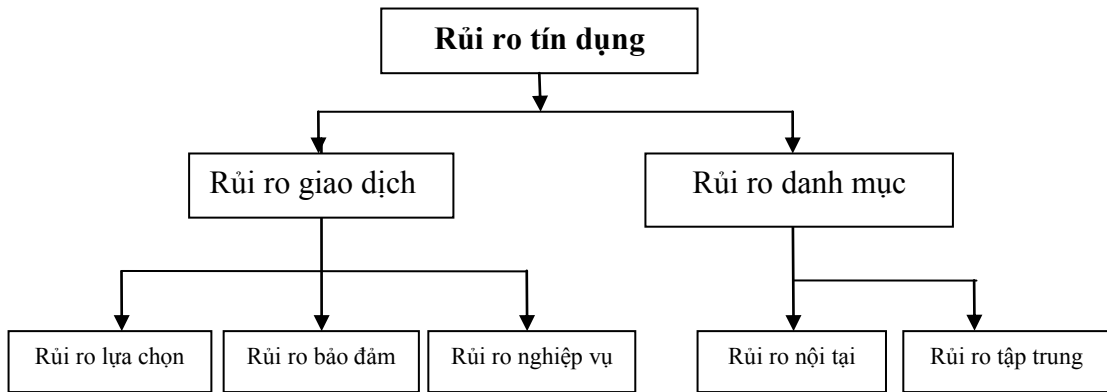 Rủi ro tín dụng
Rủi ro giao dịch
Rủi ro danh mục
Rủi ro lựa chọn
Rủi ro bảo đảm
Rủi ro nghiệp vụ
Rủi ro nội tại
Rủi ro tập trung